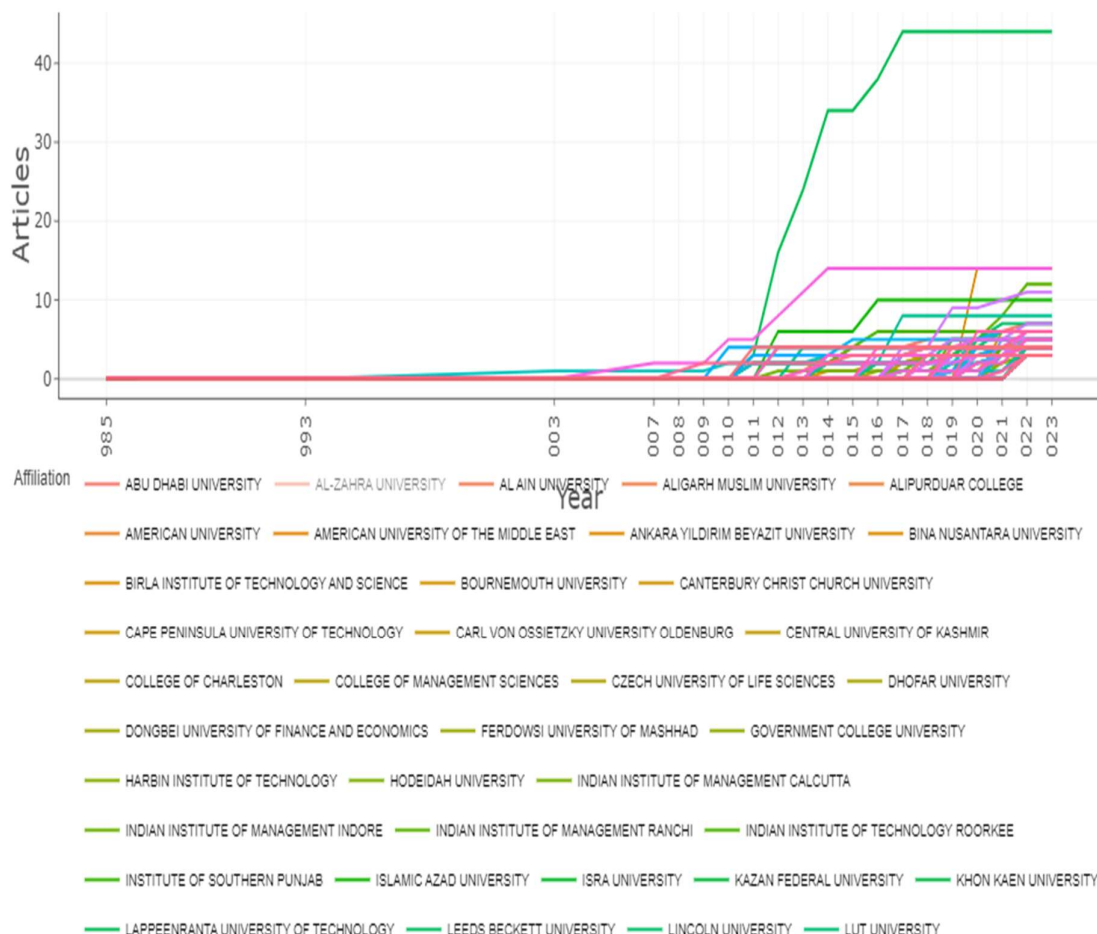 40
30
20
10
0
Articles
985 993 003 007 008 009 010 011 012 013 014 015 016 017 018 019 020 021 022 023
Year
Affiliation
ABU DHABI UNIVERSITY AL-ZAHRA UNIVERSITY AL AIN UNIVERSITY ALIGARH MUSLIM UNIVERSITY ALIPURDUAR COLLEGE
AMERICAN UNIVERSITY AMERICAN UNIVERSITY OF THE MIDDLE EAST ANKARA YILDIRIM BEYAZIT UNIVERSITY BINA NUSANTARA UNIVERSITY
BIRLA INSTITUTE OF TECHNOLOGY AND SCIENCE BOURNEMOUTH UNIVERSITY CANTERBURY CHRIST CHURCH UNIVERSITY
CAPE PENINSULA UNIVERSITY OF TECHNOLOGY CARL VON OSSIETZKY UNIVERSITY OLDENBURG CENTRAL UNIVERSITY OF KASHMIR
COLLEGE OF CHARLESTON COLLEGE OF MANAGEMENT SCIENCES CZECH UNIVERSITY OF LIFE SCIENCES DHOFAR UNIVERSITY
DONGBEI UNIVERSITY OF FINANCE AND ECONOMICS FERDOWSI UNIVERSITY OF MASHHAD GOVERNMENT COLLEGE UNIVERSITY
HARBIN INSTITUTE OF TECHNOLOGY HODEIDAH UNIVERSITY INDIAN INSTITUTE OF MANAGEMENT CALCUTTA
INDIAN INSTITUTE OF MANAGEMENT INDORE INDIAN INSTITUTE OF MANAGEMENT RANCHI INDIAN INSTITUTE OF TECHNOLOGY ROORKEE
INSTITUTE OF SOUTHERN PUNJAB ISLAMIC AZAD UNIVERSITY ISRA UNIVERSITY KAZAN FEDERAL UNIVERSITY KHON KAEN UNIVERSITY
LAPPEENRANTA UNIVERSITY OF TECHNOLOGY LEEDS BECKETT UNIVERSITY LINCOLN UNIVERSITY LUT UNIVERSITY